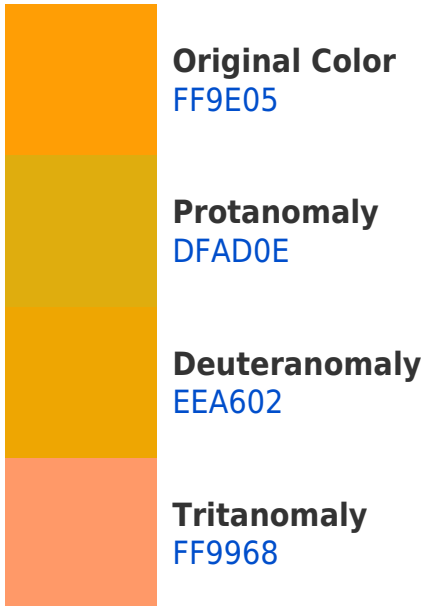 Original Color
FF9E05
Protanomaly
DFAD0E
Deuteranomaly
EEA602
Tritanomaly
FF9968